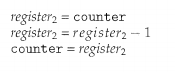 register₂ = counter
register₂ = register₂ − 1
counter = register₂